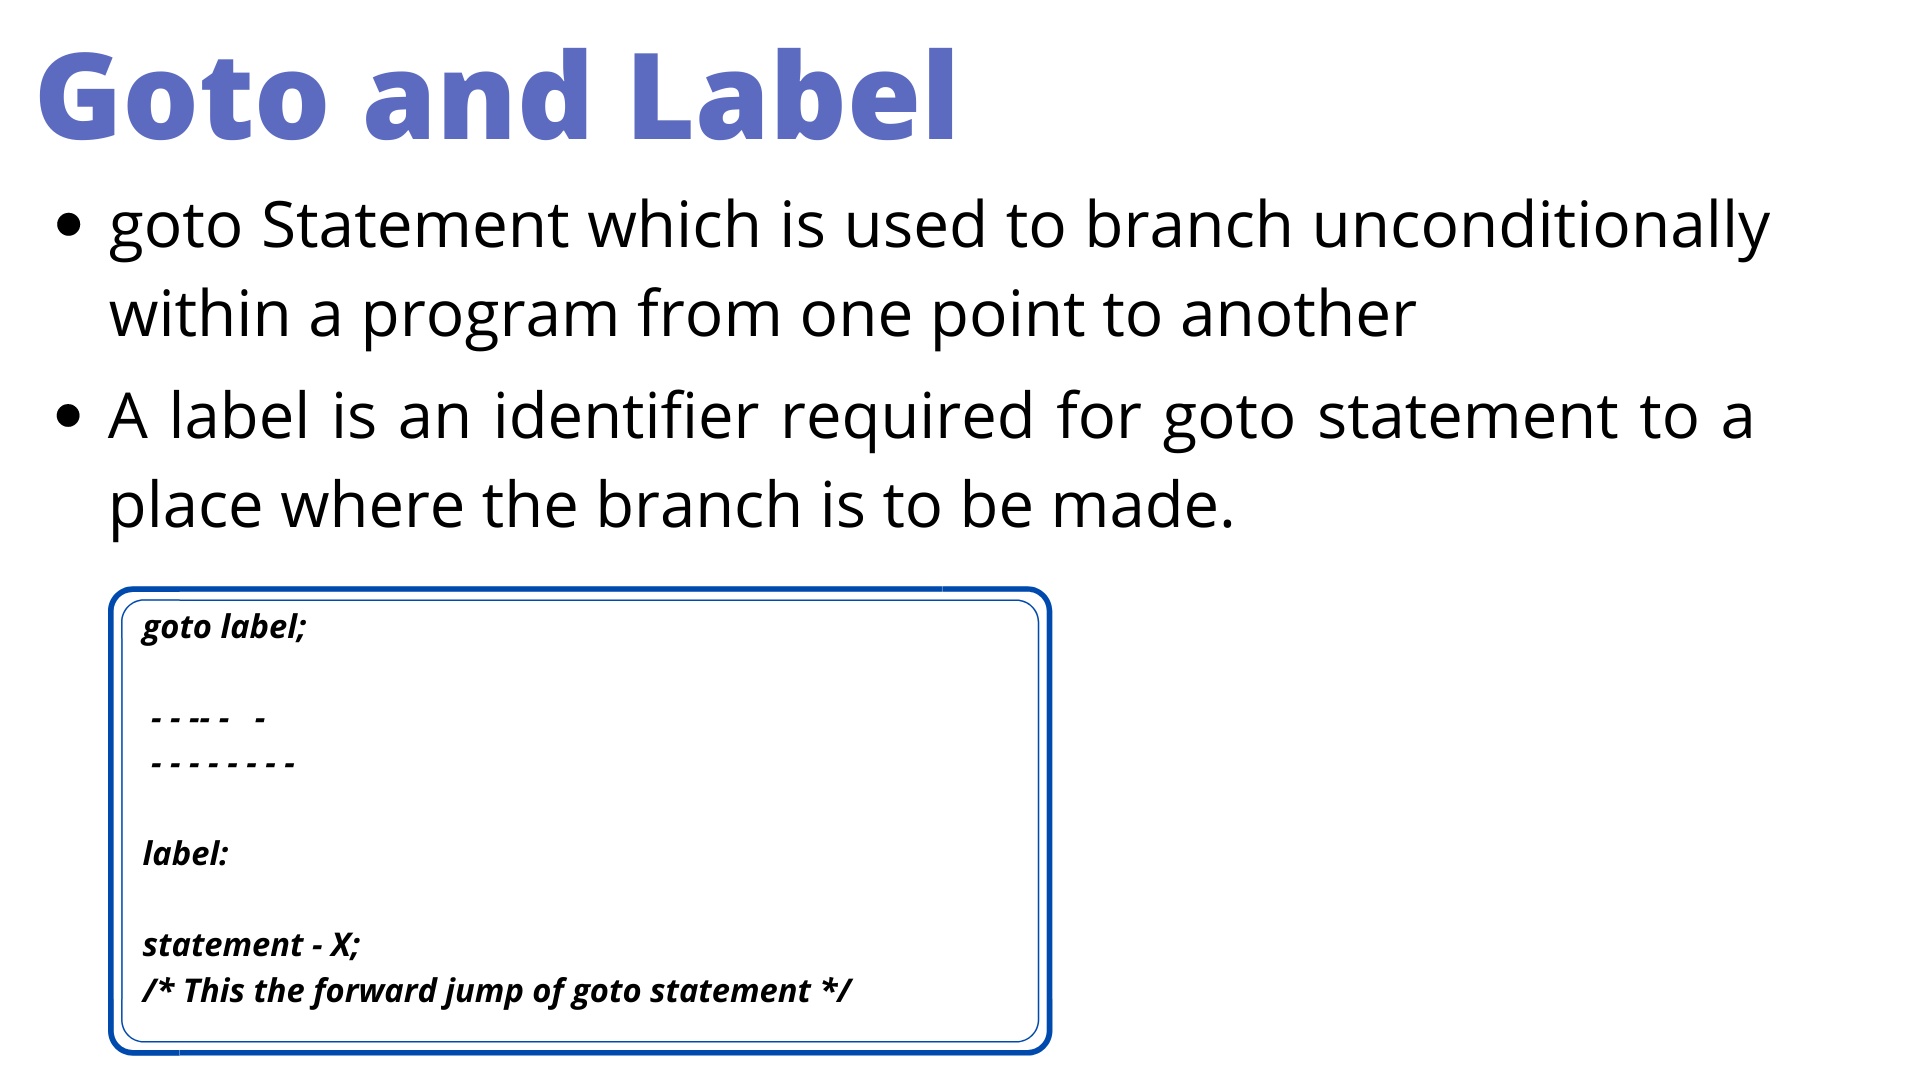 Goto and Label
• goto Statement which is used to branch unconditionally
within a program from one point to another
• A label is an identifier required for goto statement to a
place where the branch is to be made.
goto label;
- - -- -   -
- - - - - - - -
label:
statement - X;
/* This the forward jump of goto statement */